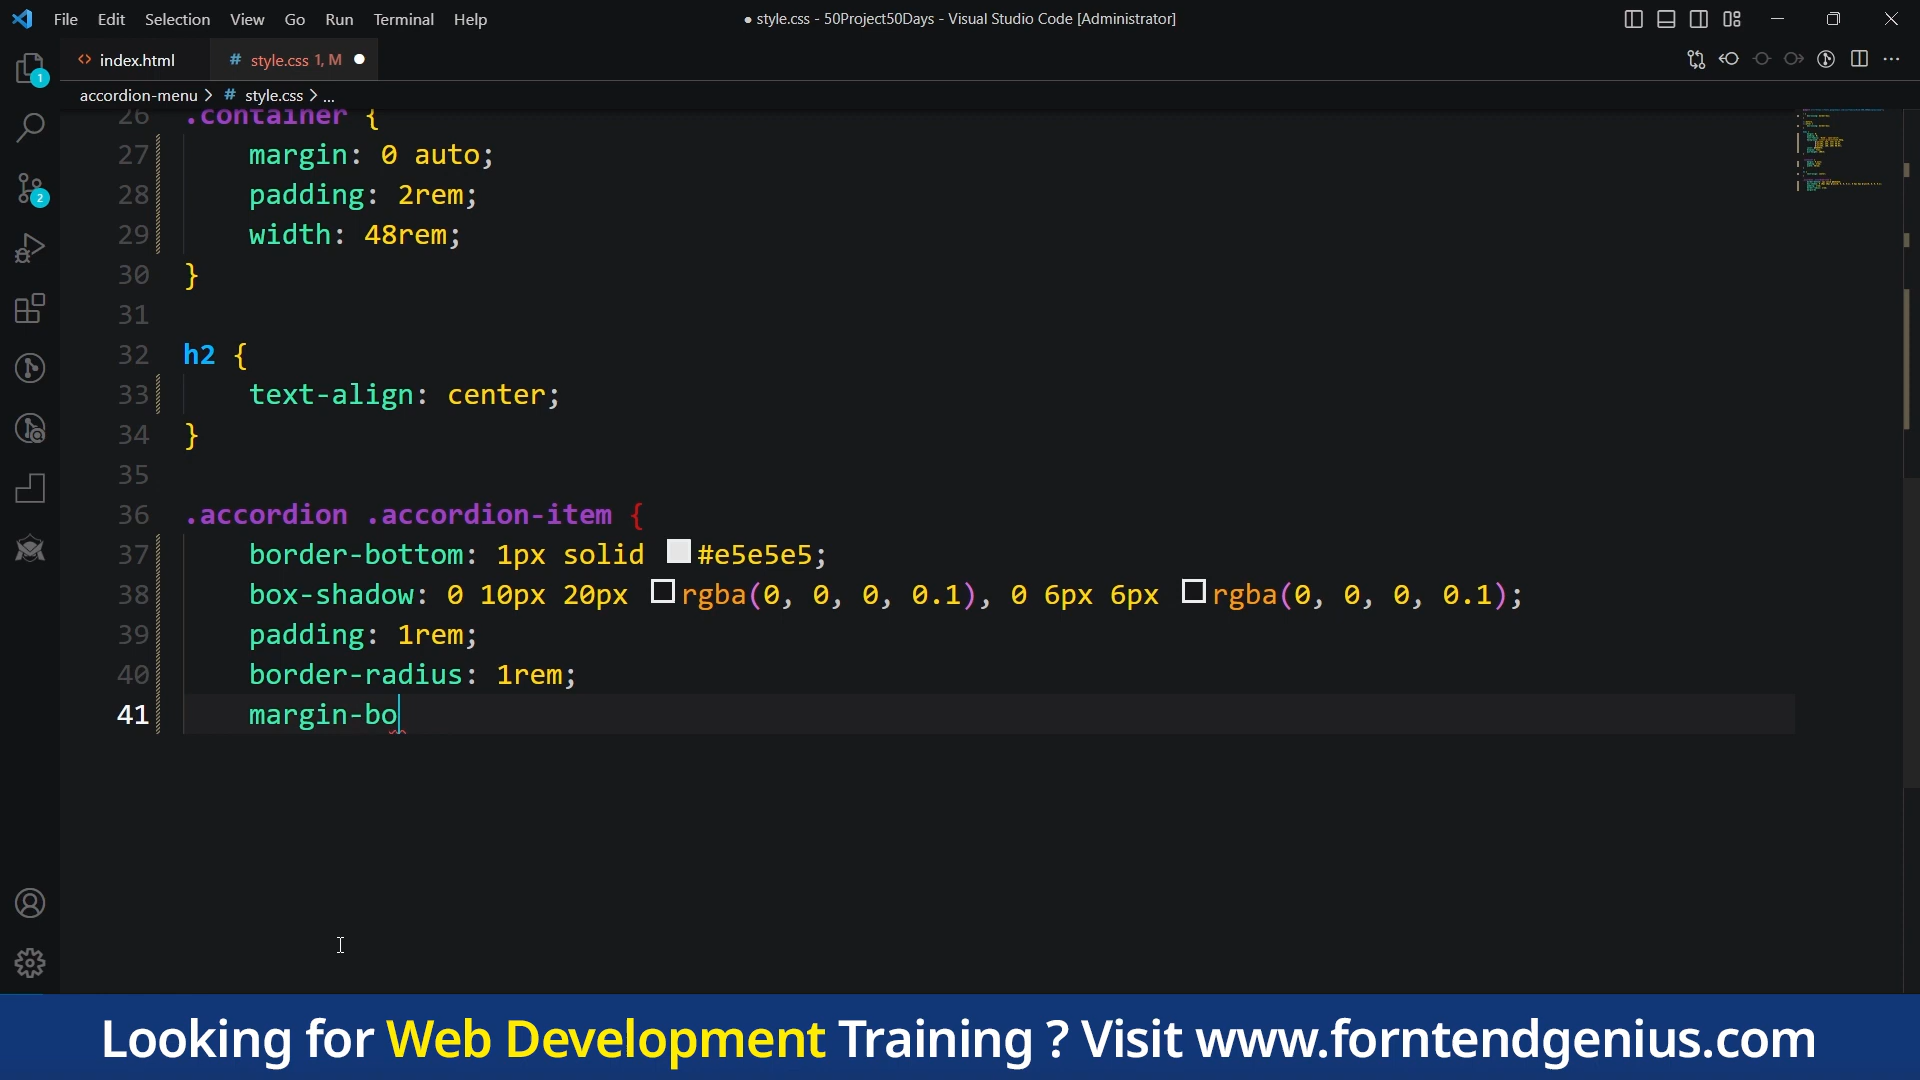 File Edit Selection View Go Run Terminal Help
● style.css - 50Project50Days - Visual Studio Code [Administrator]
<> index.html
# style.css 1, M ●
accordion-menu > # style.css > ...
1
2
26 .container {
27 margin: 0 auto;
28 padding: 2rem;
29 width: 48rem;
30 }
31
32 h2 {
33 text-align: center;
34 }
35
36 .accordion .accordion-item {
37 border-bottom: 1px solid #e5e5e5;
38 box-shadow: 0 10px 20px rgba(0, 0, 0, 0.1), 0 6px 6px rgba(0, 0, 0, 0.1);
39 padding: 1rem;
40 border-radius: 1rem;
41 margin-bo
Looking for Web Development Training ? Visit www.forntendgenius.com